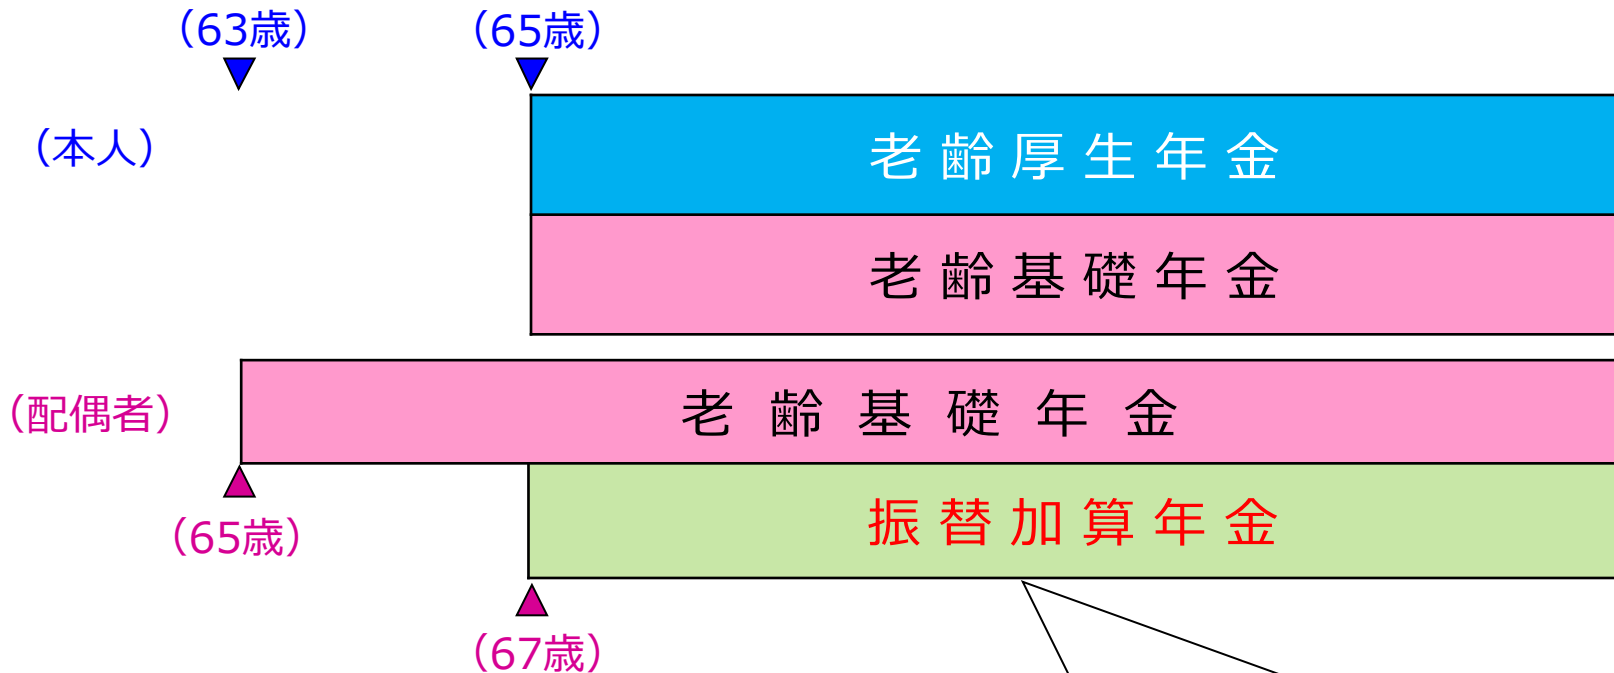 （63歳）
（65歳）
（本人）
老齢厚生年金
老齢基礎年金
（配偶者）
老齢基礎年金
（65歳）
振替加算年金
（67歳）